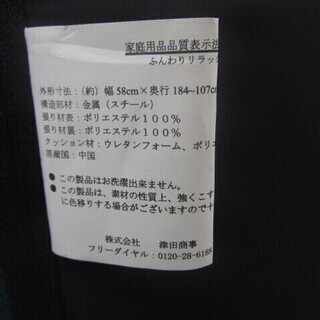 家庭用品品質表示法
ふんわりリラッ
外形寸法：(約) 幅 58cm×奥行 184~107cm
構造部材：金属（スチール）
張り材表：ポリエステル１００％
張り材裏：ポリエステル１００％
クッション材：ウレタンフォーム、ポリエ
原産国：中国
● この製品はお洗濯出来ません。
● この製品は、素材の性質上、強くこす
に色移りする場合がございますので
株式会社 津田商事
フリーダイヤル：0120-28-6188